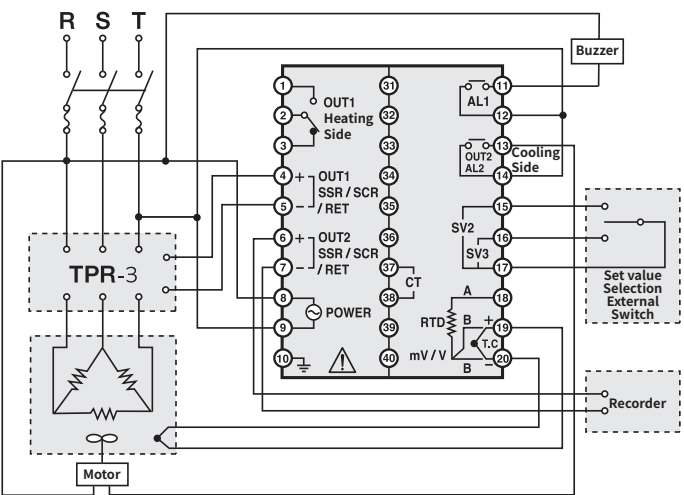 R S T
Buzzer
1
2
3
4
5
6
7
8
9
10
OUT1
Heating
Side
+ OUT1
SSR / SCR
− / RET
+ OUT2
SSR / SCR
− / RET
POWER
31
32
33
34
35
36
37
38
39
40
CT
!
11
12
13
14
15
16
17
18
19
20
AL1
OUT2
AL2
Cooling
Side
SV2
SV3
A
RTD
B +
T.C
mV / V
B −
TPR-3
Motor
Set value
Selection
External
Switch
Recorder